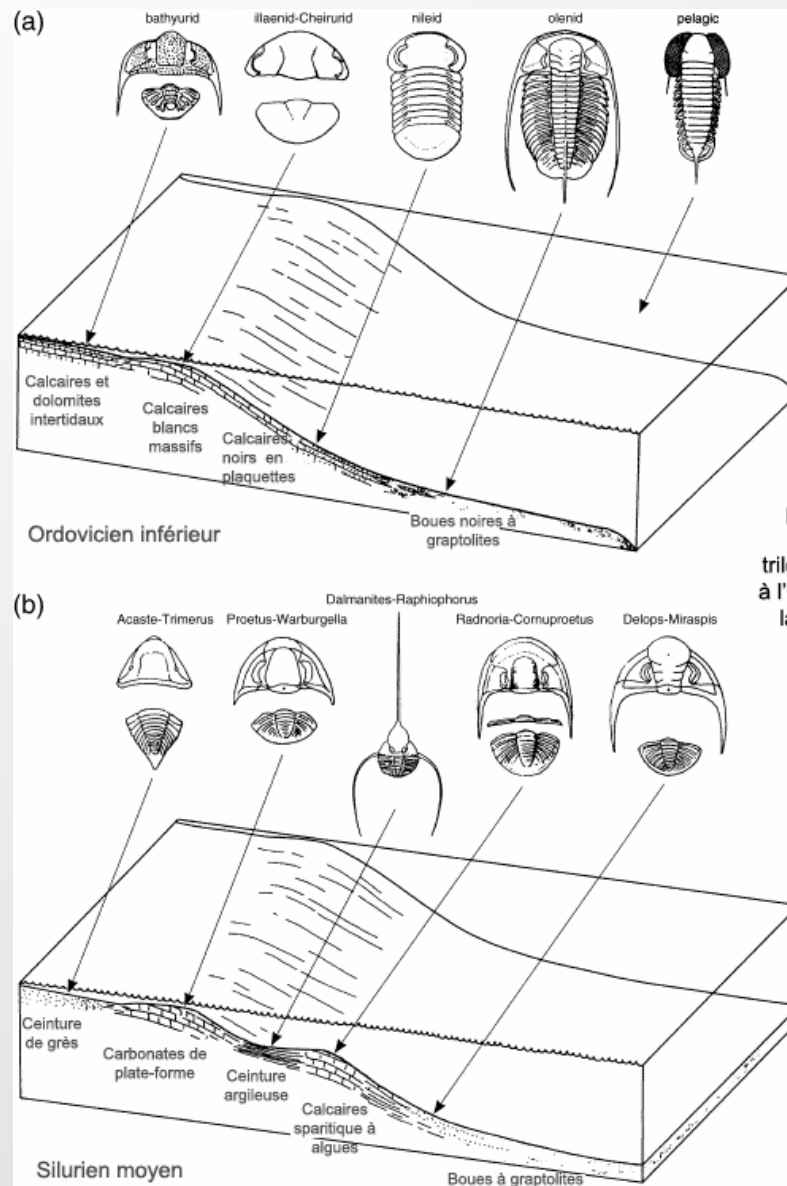 (a)
bathyurid
illaenid-Cheirurid
nileid
olenid
pelagic
Calcaires et
dolomites
intertidaux
Calcaires
blancs
massifs
Calcaires
noirs en
plaquettes
Boues noires à
graptolites
Ordovicien inférieur
à l'
(b)
Acaste-Trimerus
Proetus-Warburgella
Dalmanites-Raphiophorus
Radnoria-Cornuproetus
Delops-Miraspis
Ceinture
de grès
Carbonates de
plate-forme
Ceinture
argileuse
Calcaires
sparitique à
algues
Boues à graptolites
Silurien moyen